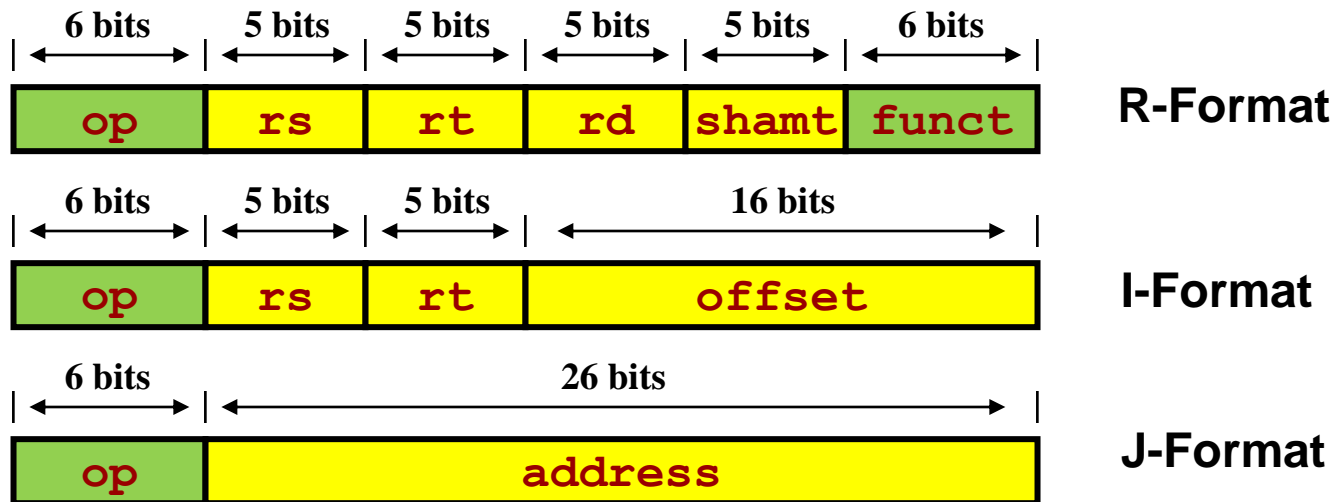 6 bits 5 bits 5 bits 5 bits 5 bits 6 bits
op rs rt rd shamt funct R-Format
6 bits 5 bits 5 bits 16 bits
op rs rt offset I-Format
6 bits 26 bits
op address J-Format